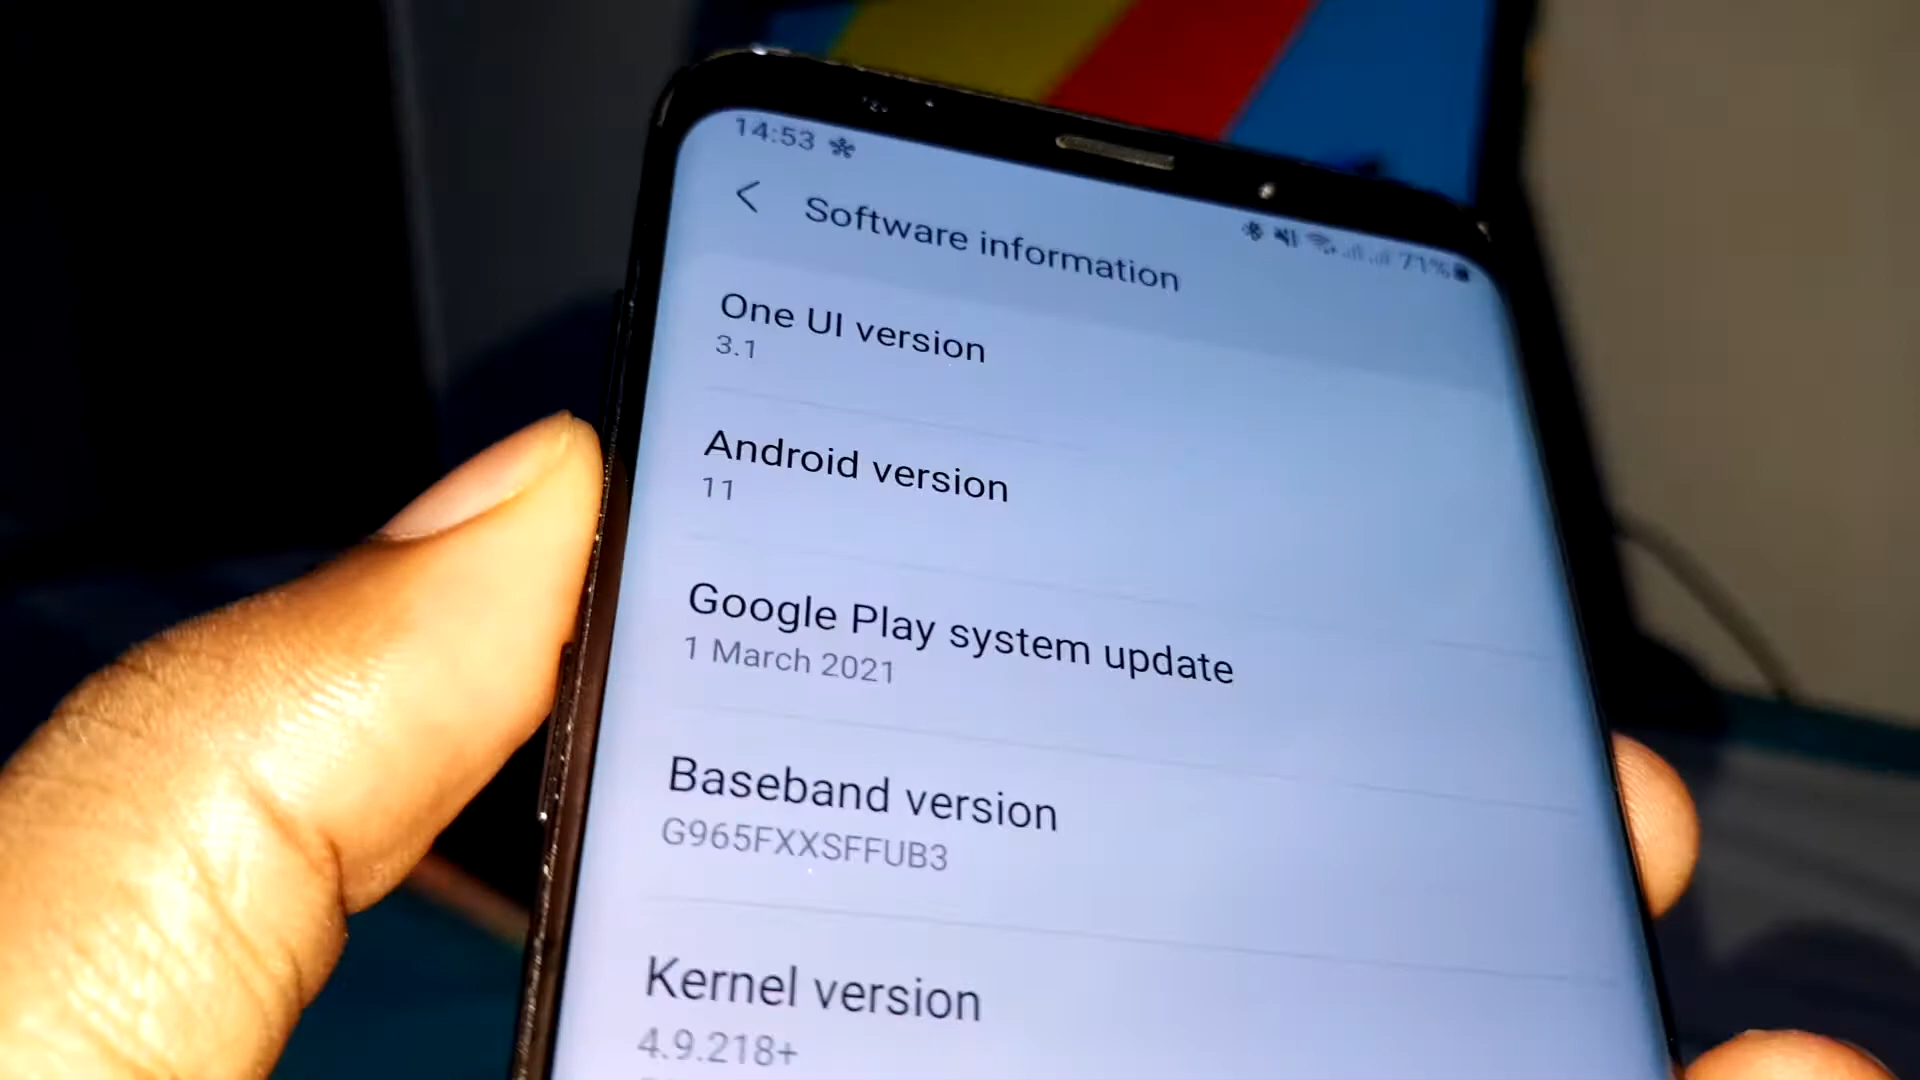 14:53
71%
Software information
One UI version
3.1
Android version
11
Google Play system update
1 March 2021
Baseband version
G965FXXSFFUB3
Kernel version
4.9.218+